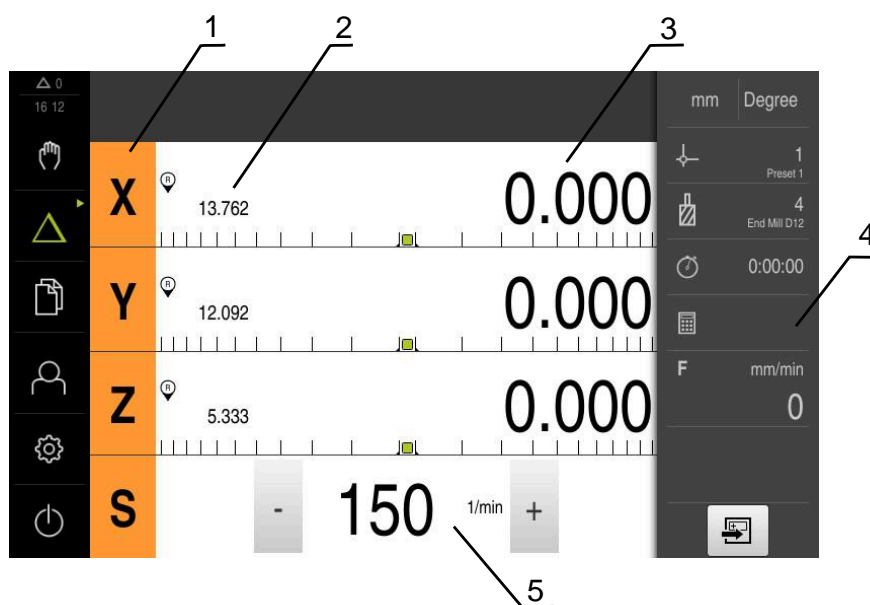 1 2 3
0
16 12
mm Degree
X R 13.762 0.000
1
Preset 1
4
End Mill D12
4
0:00:00
Y R 12.092 0.000
F mm/min
0
Z R 5.333 0.000
S - 150 1/min +
5